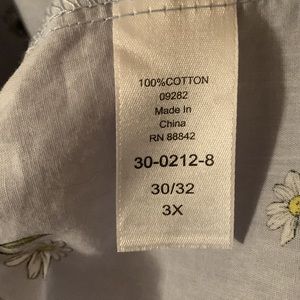 100%COTTON
09282
Made In
China
RN 88842
30-0212-8
30/32
3X